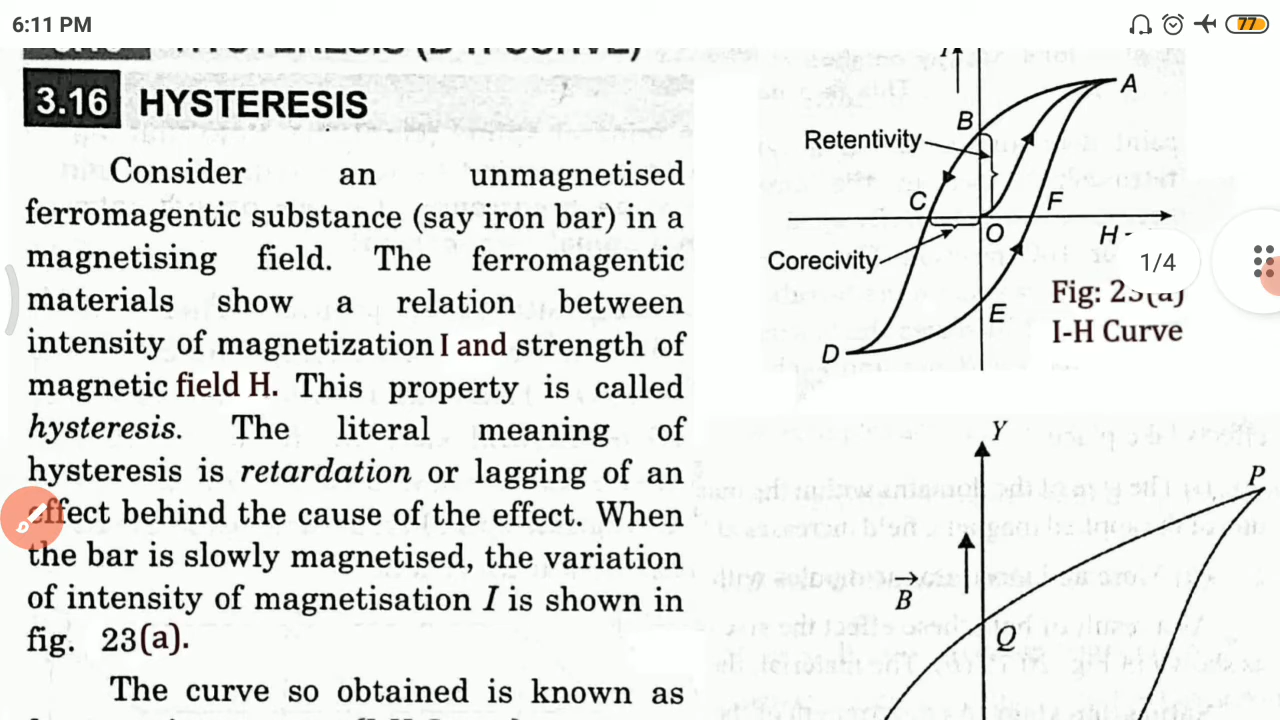 6:11 PM
77
3.16 HYSTERESIS
Consider an unmagnetised
ferromagentic substance (say iron bar) in a
magnetising field. The ferromagentic
materials show a relation between
intensity of magnetization I and strength of
magnetic field H. This property is called
hysteresis. The literal meaning of
hysteresis is retardation or lagging of an
effect behind the cause of the effect. When
the bar is slowly magnetised, the variation
of intensity of magnetisation I is shown in
fig. 23(a).
The curve so obtained is known as
A
B
Retentivity
C
F
O
H
Corecivity
1/4
E
Fig: 23(a)
I-H Curve
D
Y
P
B
Q